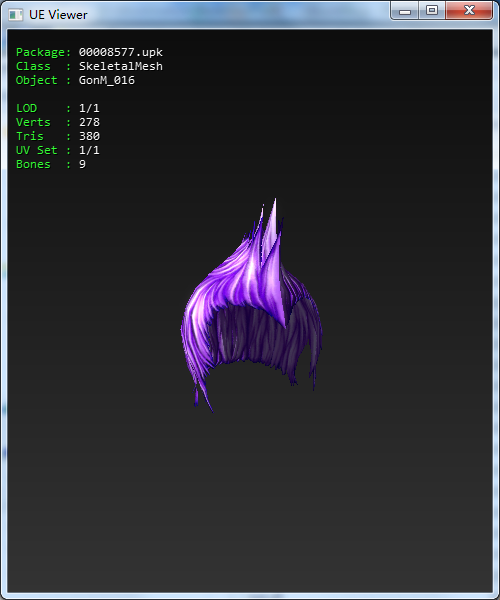 UE Viewer
Package: 00008577.upk
Class  : SkeletalMesh
Object : GonM_016
LOD    : 1/1
Verts  : 278
Tris   : 380
UV Set : 1/1
Bones  : 9